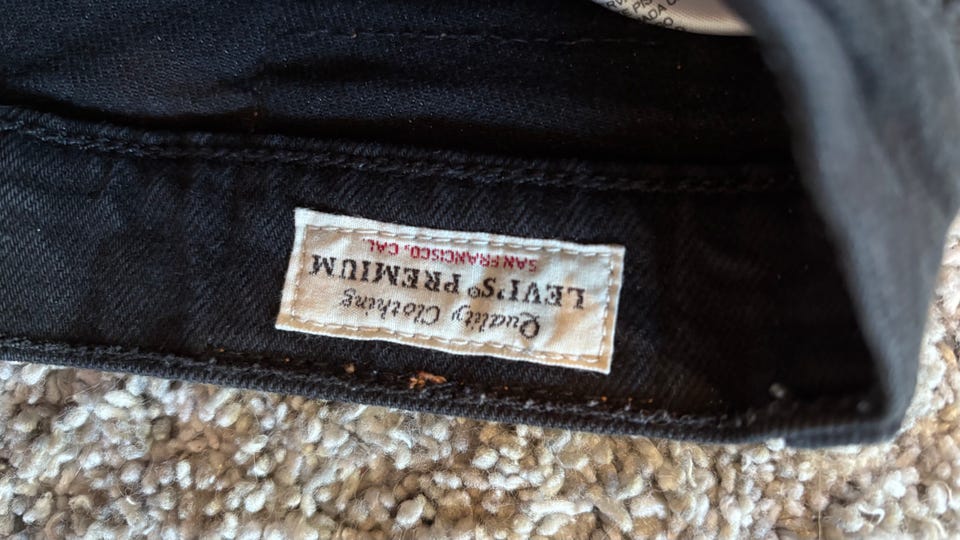 Quality Clothing
LEVI'S® PREMIUM
SAN FRANCISCO, CAL.